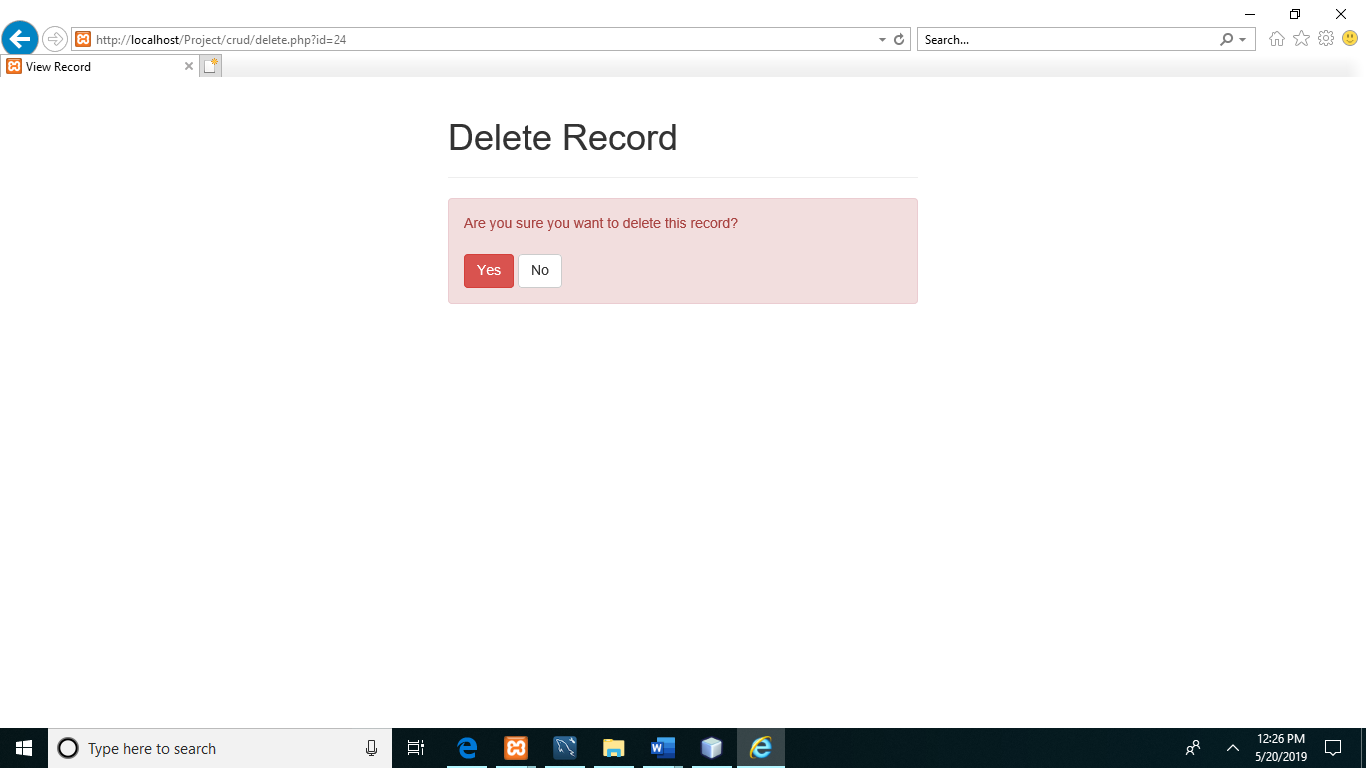 http://localhost/Project/crud/delete.php?id=24
Search...
View Record
Delete Record
Are you sure you want to delete this record?
Yes No
Type here to search
12:26 PM
5/20/2019